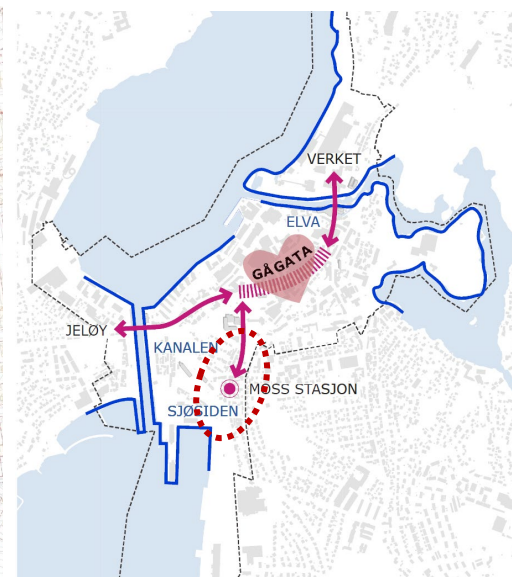 VERKET
ELVA
GÅGATA
JELØY
KANALEN
MOSS STASJON
SJØSIDEN